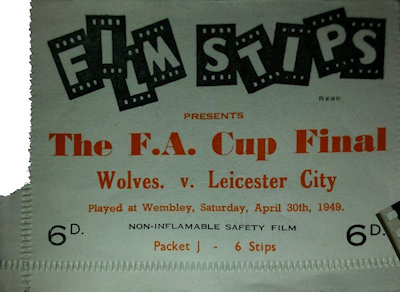 FILM STIPS
REGD
PRESENTS
The F.A. Cup Final
Wolves. v. Leicester City
Played at Wembley, Saturday, April 30th, 1949.
6D. NON-INFLAMABLE SAFETY FILM 6D.
Packet J - 6 Stips